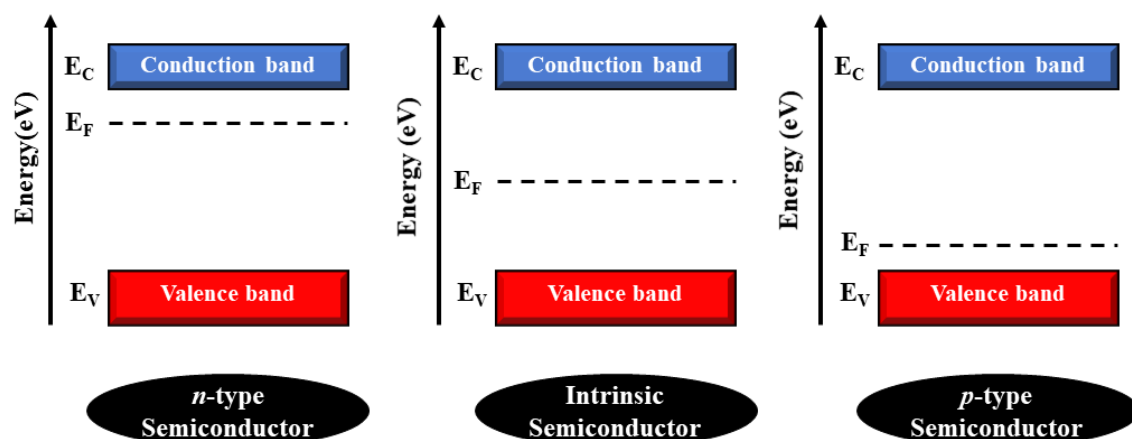 Energy(eV)
E_C
Conduction band
E_F
E_V
Valence band
n-type
Semiconductor
Energy (eV)
E_C
Conduction band
E_F
E_V
Valence band
Intrinsic
Semiconductor
Energy (eV)
E_C
Conduction band
E_F
E_V
Valence band
p-type
Semiconductor